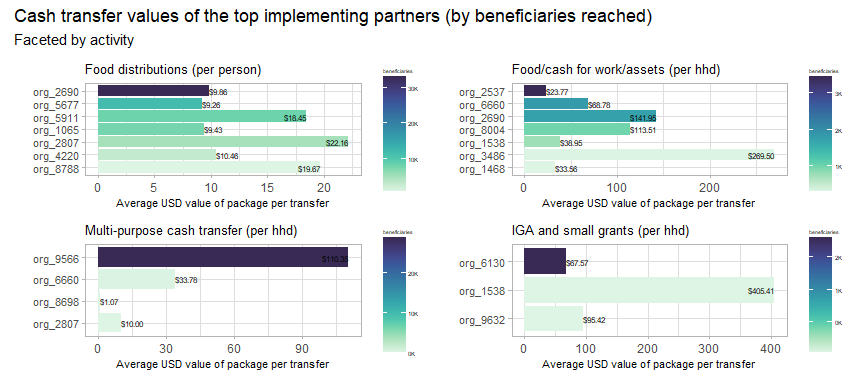 Cash transfer values of the top implementing partners (by beneficiaries reached)
Faceted by activity
Food distributions (per person)
org_2690 $9.86
org_5677 $9.26
org_5911 $18.45
org_1065 $9.43
org_2807 $22.16
org_4220 $10.46
org_8788 $19.67
0 5 10 15 20
Average USD value of package per transfer
beneficiaries
30K
20K
10K
Food/cash for work/assets (per hhd)
org_2537 $23.77
org_6660 $68.78
org_2690 $141.95
org_8004 $113.51
org_1538 $38.95
org_3486 $269.50
org_1468 $33.56
0 100 200
Average USD value of package per transfer
beneficiaries
3K
2K
1K
Multi-purpose cash transfer (per hhd)
org_9566
org_6660 $33.78
org_8698 $1.07
org_2807 $10.00
0 30 60 90
Average USD value of package per transfer
beneficiaries
20K
10K
0K
IGA and small grants (per hhd)
org_6130 $67.57
org_1538 $405.41
org_9632 $95.42
0 100 200 300 400
Average USD value of package per transfer
beneficiaries
2K
2K
1K